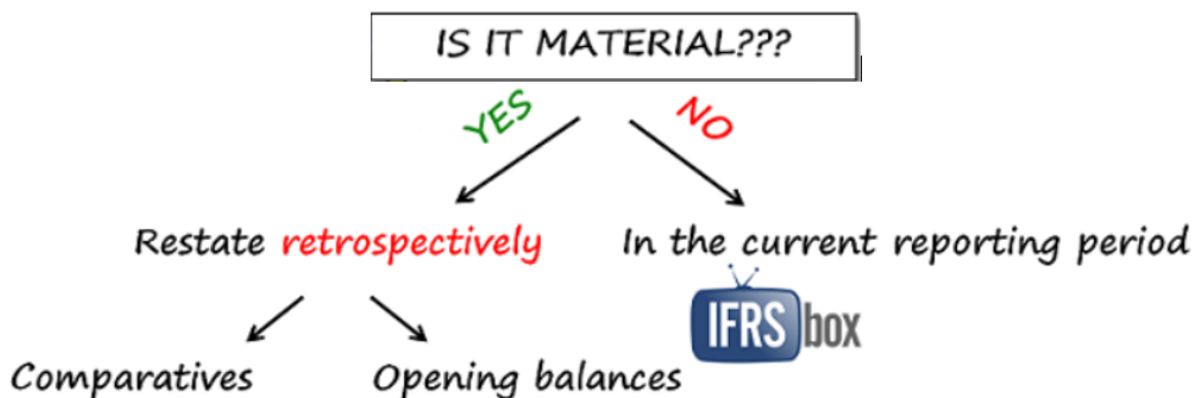 IS IT MATERIAL???
YES
NO
Restate retrospectively
In the current reporting period
IFRS box
Comparatives
Opening balances